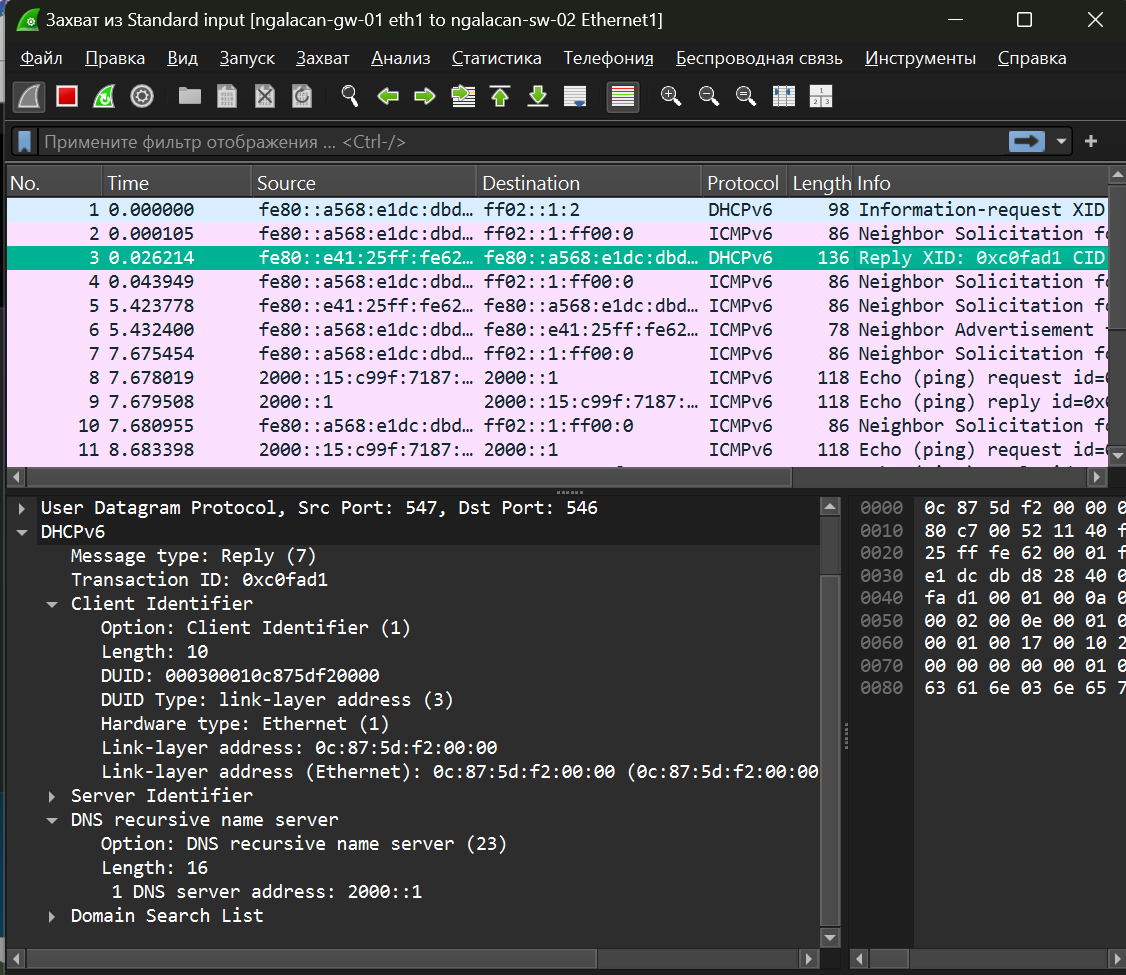 Захват из Standard input [ngalacan-gw-01 eth1 to ngalacan-sw-02 Ethernet1]
Файл Правка Вид Запуск Захват Анализ Статистика Телефония Беспроводная связь Инструменты Справка
Примените фильтр отображения ... <Ctrl-/>
No. Time Source Destination Protocol Length Info
1 0.000000 fe80::a568:e1dc:dbd… ff02::1:2 DHCPv6 98 Information-request XID
2 0.000105 fe80::a568:e1dc:dbd… ff02::1:ff00:0 ICMPv6 86 Neighbor Solicitation fo
3 0.026214 fe80::e41:25ff:fe62… fe80::a568:e1dc:dbd… DHCPv6 136 Reply XID: 0xc0fad1 CID
4 0.043949 fe80::a568:e1dc:dbd… ff02::1:ff00:0 ICMPv6 86 Neighbor Solicitation fo
5 5.423778 fe80::e41:25ff:fe62… fe80::a568:e1dc:dbd… ICMPv6 86 Neighbor Solicitation fo
6 5.432400 fe80::a568:e1dc:dbd… fe80::e41:25ff:fe62… ICMPv6 78 Neighbor Advertisement
7 7.675454 fe80::a568:e1dc:dbd… ff02::1:ff00:0 ICMPv6 86 Neighbor Solicitation fo
8 7.678019 2000::15:c99f:7187:… 2000::1 ICMPv6 118 Echo (ping) request id=
9 7.679508 2000::1 2000::15:c99f:7187:… ICMPv6 118 Echo (ping) reply id=0x
10 7.680955 fe80::a568:e1dc:dbd… ff02::1:ff00:0 ICMPv6 86 Neighbor Solicitation fo
11 8.683398 2000::15:c99f:7187:… 2000::1 ICMPv6 118 Echo (ping) request id=
User Datagram Protocol, Src Port: 547, Dst Port: 546
DHCPv6
Message type: Reply (7)
Transaction ID: 0xc0fad1
Client Identifier
Option: Client Identifier (1)
Length: 10
DUID: 000300010c875df20000
DUID Type: link-layer address (3)
Hardware type: Ethernet (1)
Link-layer address: 0c:87:5d:f2:00:00
Link-layer address (Ethernet): 0c:87:5d:f2:00:00 (0c:87:5d:f2:00:00
Server Identifier
DNS recursive name server
Option: DNS recursive name server (23)
Length: 16
1 DNS server address: 2000::1
Domain Search List
0000 0c 87 5d f2 00 00 0
0010 80 c7 00 52 11 40 f
0020 25 ff fe 62 00 01 f
0030 e1 dc db d8 28 40 0
0040 fa d1 00 01 00 0a 0
0050 00 02 00 0e 00 01 0
0060 00 01 00 17 00 10 2
0070 00 00 00 00 00 01 0
0080 63 61 6e 03 6e 65 7